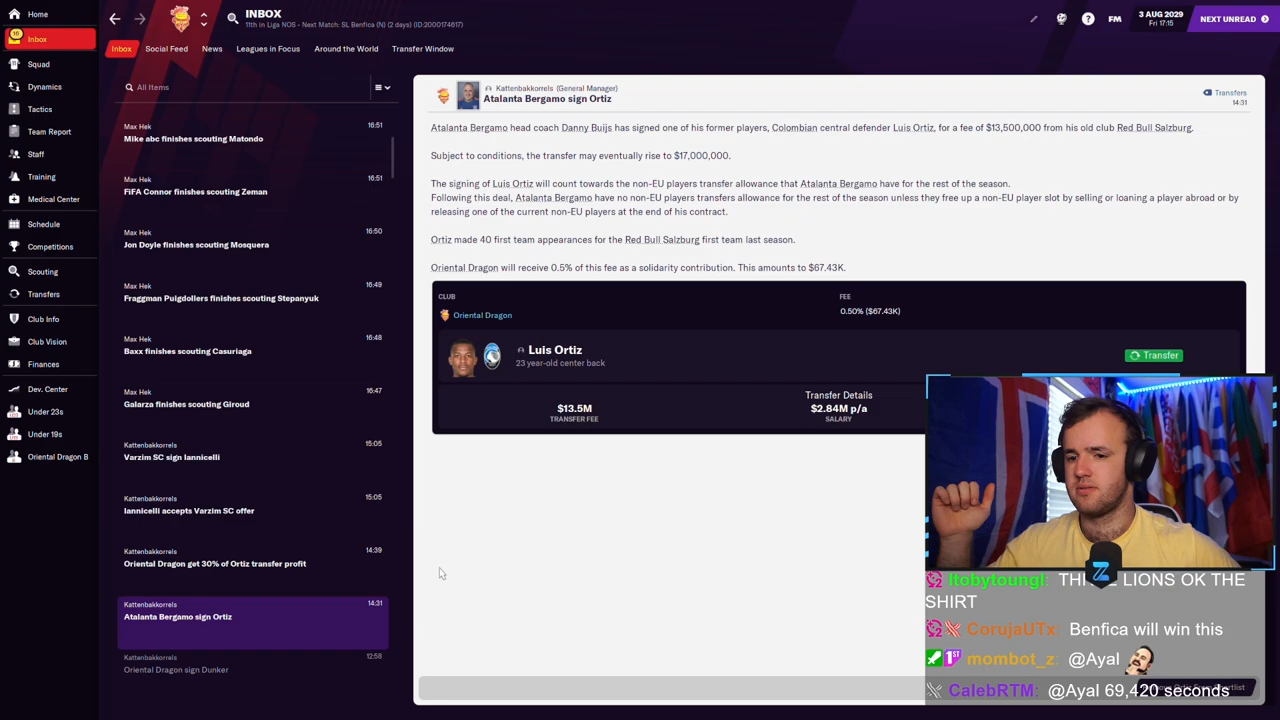 Home
INBOX
11th in Liga NOS - Next Match: SL Benfica (N) (2 days) (ID:2000174617)
FM
3 AUG 2029
Fri 17:15
NEXT UNREAD
16
Inbox
Squad
Dynamics
Tactics
Team Report
Staff
Training
Medical Center
Schedule
Competitions
Scouting
Transfers
Club Info
Club Vision
Finances
Dev. Center
Under 23s
Under 19s
Oriental Dragon B
Inbox
Social Feed
News
Leagues in Focus
Around the World
Transfer Window
All Items
Max Hek 16:51
Mike abc finishes scouting Matondo
Max Hek 16:51
FiFA Connor finishes scouting Zeman
Max Hek 16:50
Jon Doyle finishes scouting Mosquera
Max Hek 16:49
Fraggman Puigdollers finishes scouting Stepanyuk
Max Hek 16:48
Baxx finishes scouting Casuriaga
Max Hek 16:47
Galarza finishes scouting Giroud
Kattenbakkorrels 15:05
Varzim SC sign Iannicelli
Kattenbakkorrels 15:05
Iannicelli accepts Varzim SC offer
Kattenbakkorrels 14:39
Oriental Dragon get 30% of Ortiz transfer profit
Kattenbakkorrels 14:31
Atalanta Bergamo sign Ortiz
Kattenbakkorrels 12:58
Oriental Dragon sign Dunker
Kattenbakkorrels (General Manager)
Atalanta Bergamo sign Ortiz
Transfers
14:31
Atalanta Bergamo head coach Danny Buijs has signed one of his former players, Colombian central defender Luis Ortiz, for a fee of $13,500,000 from his old club Red Bull Salzburg.
Subject to conditions, the transfer may eventually rise to $17,000,000.
The signing of Luis Ortiz will count towards the non-EU players transfer allowance that Atalanta Bergamo have for the rest of the season.
Following this deal, Atalanta Bergamo have no non-EU players transfers allowance for the rest of the season unless they free up a non-EU player slot by selling or loaning a player abroad or by
releasing one of the current non-EU players at the end of his contract.
Ortiz made 40 first team appearances for the Red Bull Salzburg first team last season.
Oriental Dragon will receive 0.5% of this fee as a solidarity contribution. This amounts to $67.43K.
CLUB
FEE
Oriental Dragon
0.50% ($67.43K)
Luis Ortiz
23 year-old center back
Transfer
Transfer Details
$13.5M
TRANSFER FEE
$2.84M p/a
SALARY
LIONS OK THE
SHIRT
CorujaUTx: Benfica will win this
1ST mombot_z: @Ayal
CalebRTM: @Ayal 69,420 seconds